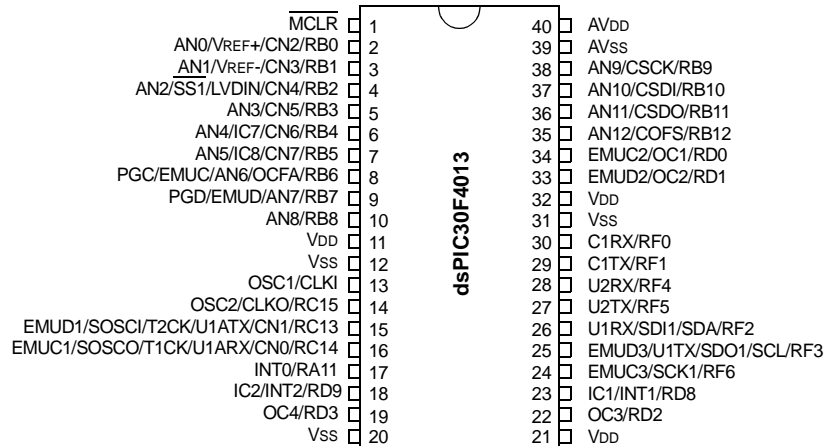 MCLR 1 40 AVDD
AN0/VREF+/CN2/RB0 2 39 AVSS
AN1/VREF-/CN3/RB1 3 38 AN9/CSCK/RB9
AN2/SS1/LVDIN/CN4/RB2 4 37 AN10/CSDI/RB10
AN3/CN5/RB3 5 36 AN11/CSDO/RB11
AN4/IC7/CN6/RB4 6 35 AN12/COFS/RB12
AN5/IC8/CN7/RB5 7 34 EMUC2/OC1/RD0
PGC/EMUC/AN6/OCFA/RB6 8 33 EMUD2/OC2/RD1
PGD/EMUD/AN7/RB7 9 32 VDD
AN8/RB8 10 31 VSS
VDD 11 30 C1RX/RF0
VSS 12 29 C1TX/RF1
OSC1/CLKI 13 28 U2RX/RF4
OSC2/CLKO/RC15 14 27 U2TX/RF5
EMUD1/SOSCI/T2CK/U1ATX/CN1/RC13 15 26 U1RX/SDI1/SDA/RF2
EMUC1/SOSCO/T1CK/U1ARX/CN0/RC14 16 25 EMUD3/U1TX/SDO1/SCL/RF3
INT0/RA11 17 24 EMUC3/SCK1/RF6
IC2/INT2/RD9 18 23 IC1/INT1/RD8
OC4/RD3 19 22 OC3/RD2
VSS 20 21 VDD
dsPIC30F4013